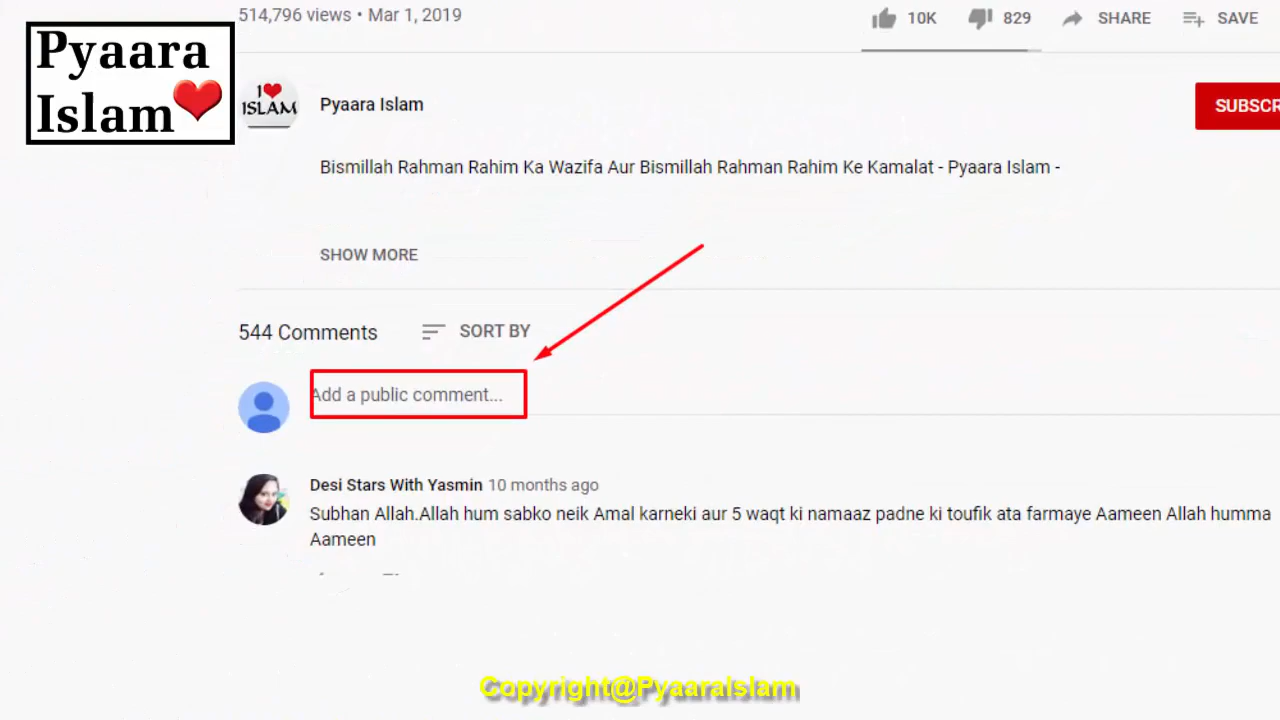 514,796 views • Mar 1, 2019
10K
829
SHARE
SAVE
Pyaara
Islam
I
ISLAM
Pyaara Islam
SUBSCR
Bismillah Rahman Rahim Ka Wazifa Aur Bismillah Rahman Rahim Ke Kamalat - Pyaara Islam -
SHOW MORE
544 Comments
SORT BY
Add a public comment...
Desi Stars With Yasmin 10 months ago
Subhan Allah.Allah hum sabko neik Amal karneki aur 5 waqt ki namaaz padne ki toufik ata farmaye Aameen Allah humma
Aameen
Copyright@PyaaraIslam